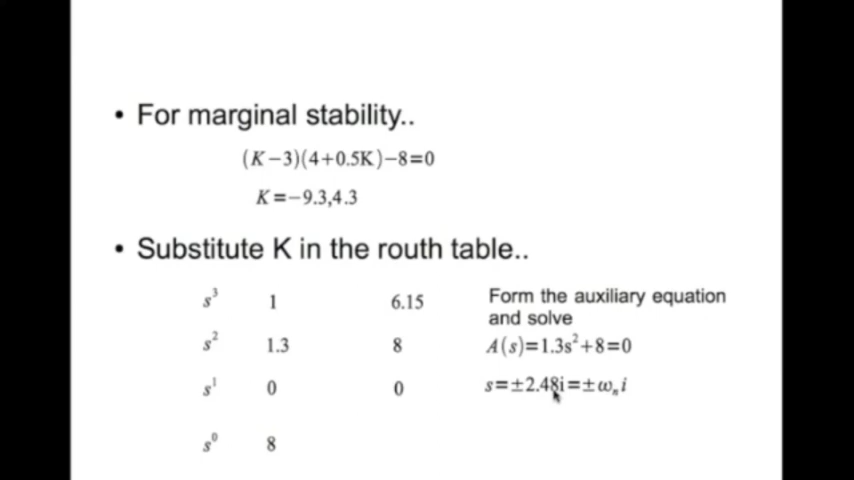 • For marginal stability..
(K−3)(4+0.5K)−8=0
K=−9.3,4.3
• Substitute K in the routh table..
s³ 1 6.15
s² 1.3 8
s¹ 0 0
s⁰ 8
Form the auxiliary equation
and solve
A(s)=1.3s²+8=0
s=±2.48i=±ωₙi